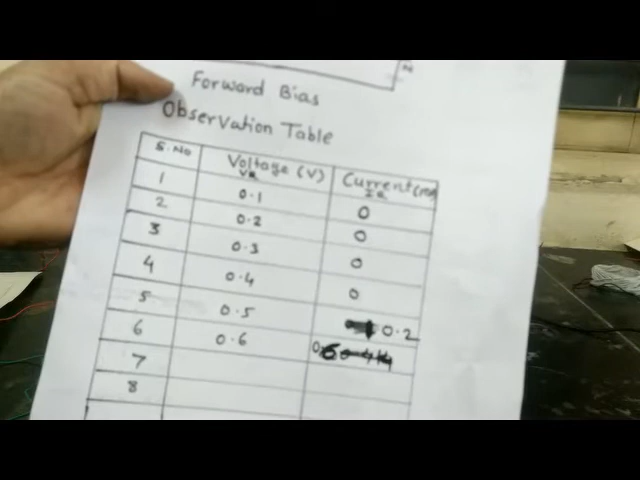 Forward Bias
Observation Table
S.No Voltage (V) Current(mA)
VR IR
1 0.1 0
2 0.2 0
3 0.3 0
4 0.4 0
5 0.5 0.2
6 0.6
7
8